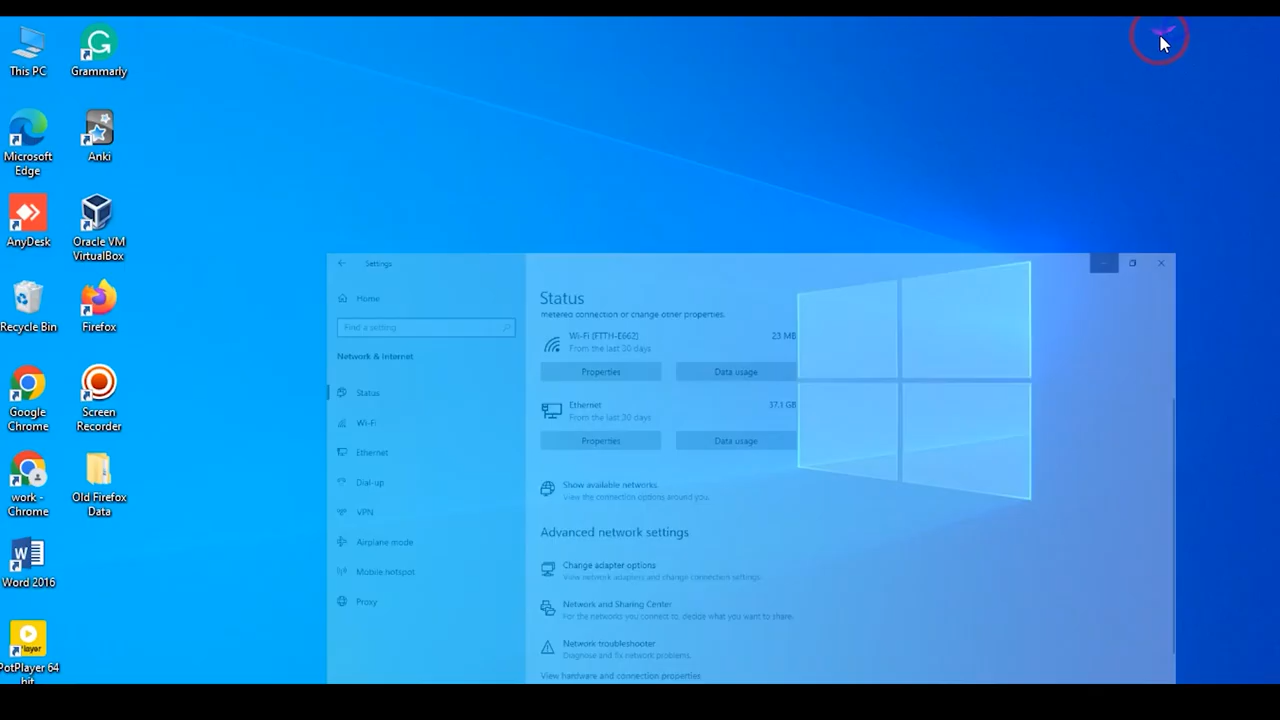 This PC
Grammarly
Microsoft
Edge
Anki
AnyDesk
Oracle VM
VirtualBox
Recycle Bin
Firefox
Google
Chrome
Screen
Recorder
work -
Chrome
Old Firefox
Data
Word 2016
PotPlayer 64
bit
Settings
Home
Find a setting
Network & Internet
Status
Wi-Fi
Ethernet
Dial-up
VPN
Airplane mode
Mobile hotspot
Proxy
Status
metered connection or change other properties.
Wi-Fi (FTTH-E662)
23 MB
From the last 30 days
Properties
Data usage
Ethernet
37.1 GB
From the last 30 days
Properties
Data usage
Show available networks
View the connection options around you.
Advanced network settings
Change adapter options
View network adapters and change connection settings.
Network and Sharing Center
For the networks you connect to, decide what you want to share.
Network troubleshooter
Diagnose and fix network problems.
View hardware and connection properties